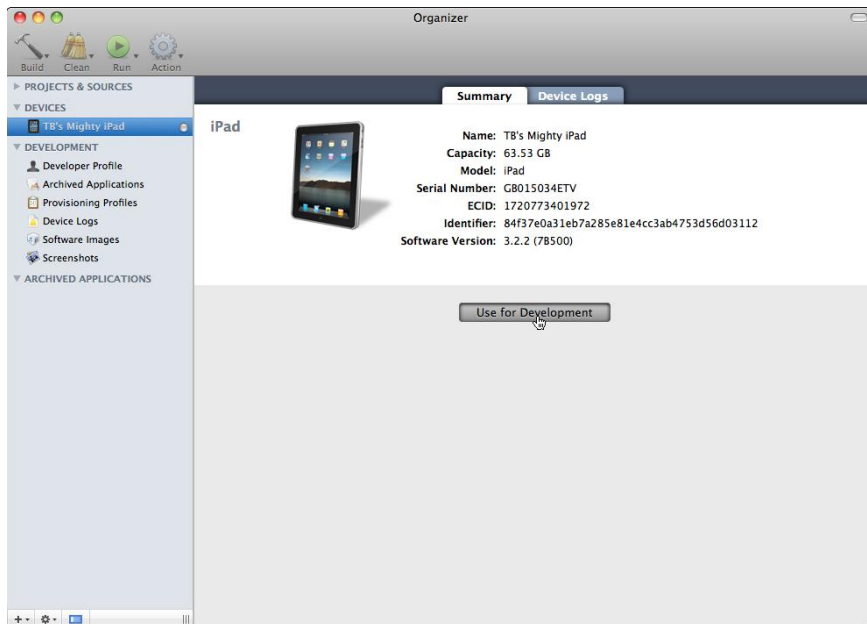 Organizer
Build Clean Run Action
PROJECTS & SOURCES
DEVICES
TB's Mighty iPad
DEVELOPMENT
Developer Profile
Archived Applications
Provisioning Profiles
Device Logs
Software Images
Screenshots
ARCHIVED APPLICATIONS
Summary Device Logs
iPad
Name: TB's Mighty iPad
Capacity: 63.53 GB
Model: iPad
Serial Number: GB015034ETV
ECID: 1720773401972
Identifier: 84f37e0a31eb7a285e81e4cc3ab4753d56d03112
Software Version: 3.2.2 (7B500)
Use for Development